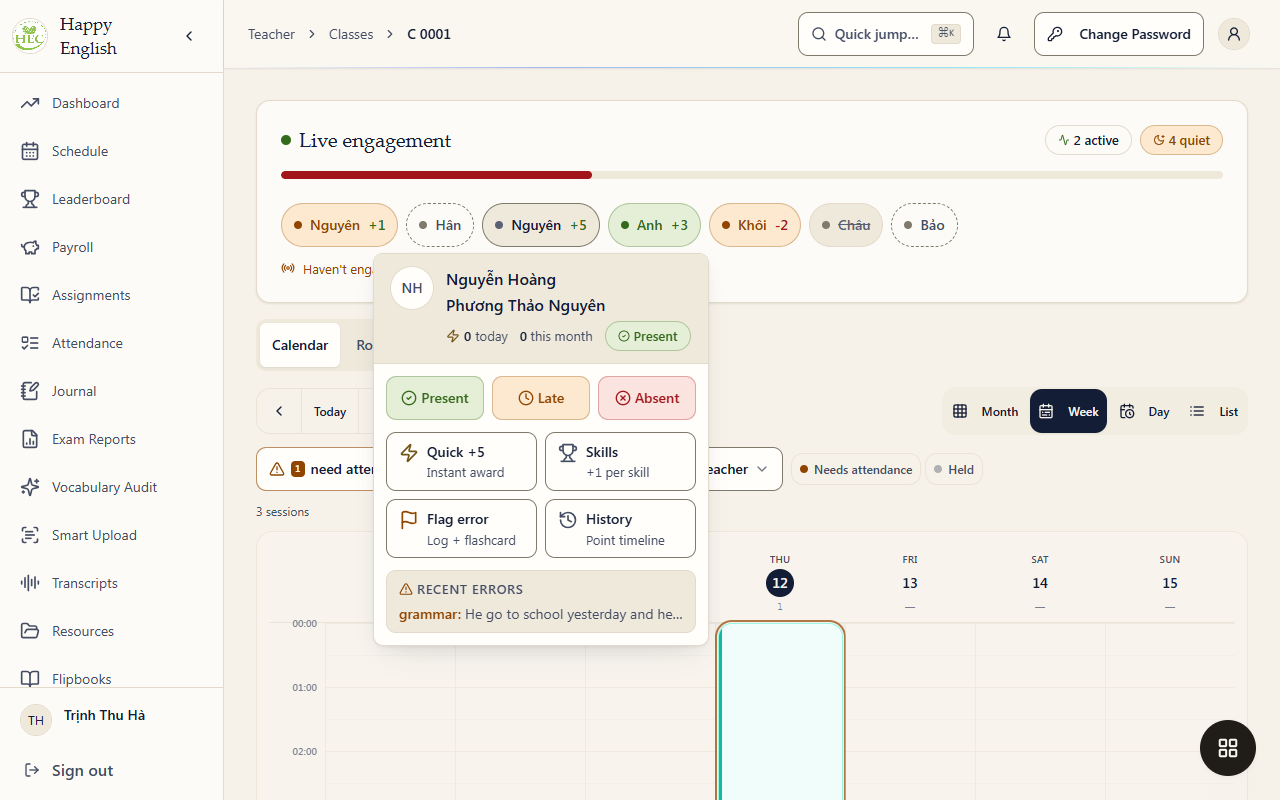 HEC
Happy
English
Teacher
Classes
C 0001
Quick jump...
⌘K
Change Password
Dashboard
Schedule
Leaderboard
Payroll
Assignments
Attendance
Journal
Exam Reports
Vocabulary Audit
Smart Upload
Transcripts
Resources
Flipbooks
TH
Trịnh Thu Hà
Sign out
Live engagement
2 active
4 quiet
Nguyên +1
Hân
Nguyên +5
Anh +3
Khôi -2
Châu
Bảo
Haven't eng
NH
Nguyễn Hoàng
Phương Thảo Nguyên
0 today
0 this month
Present
Present
Late
Absent
Quick +5
Instant award
Skills
+1 per skill
Flag error
Log + flashcard
History
Point timeline
RECENT ERRORS
grammar: He go to school yesterday and he...
Calendar
Ro
Today
Month
Week
Day
List
1
need atter
eacher
Needs attendance
Held
3 sessions
THU
12
1
FRI
13
—
SAT
14
—
SUN
15
—
00:00
01:00
02:00